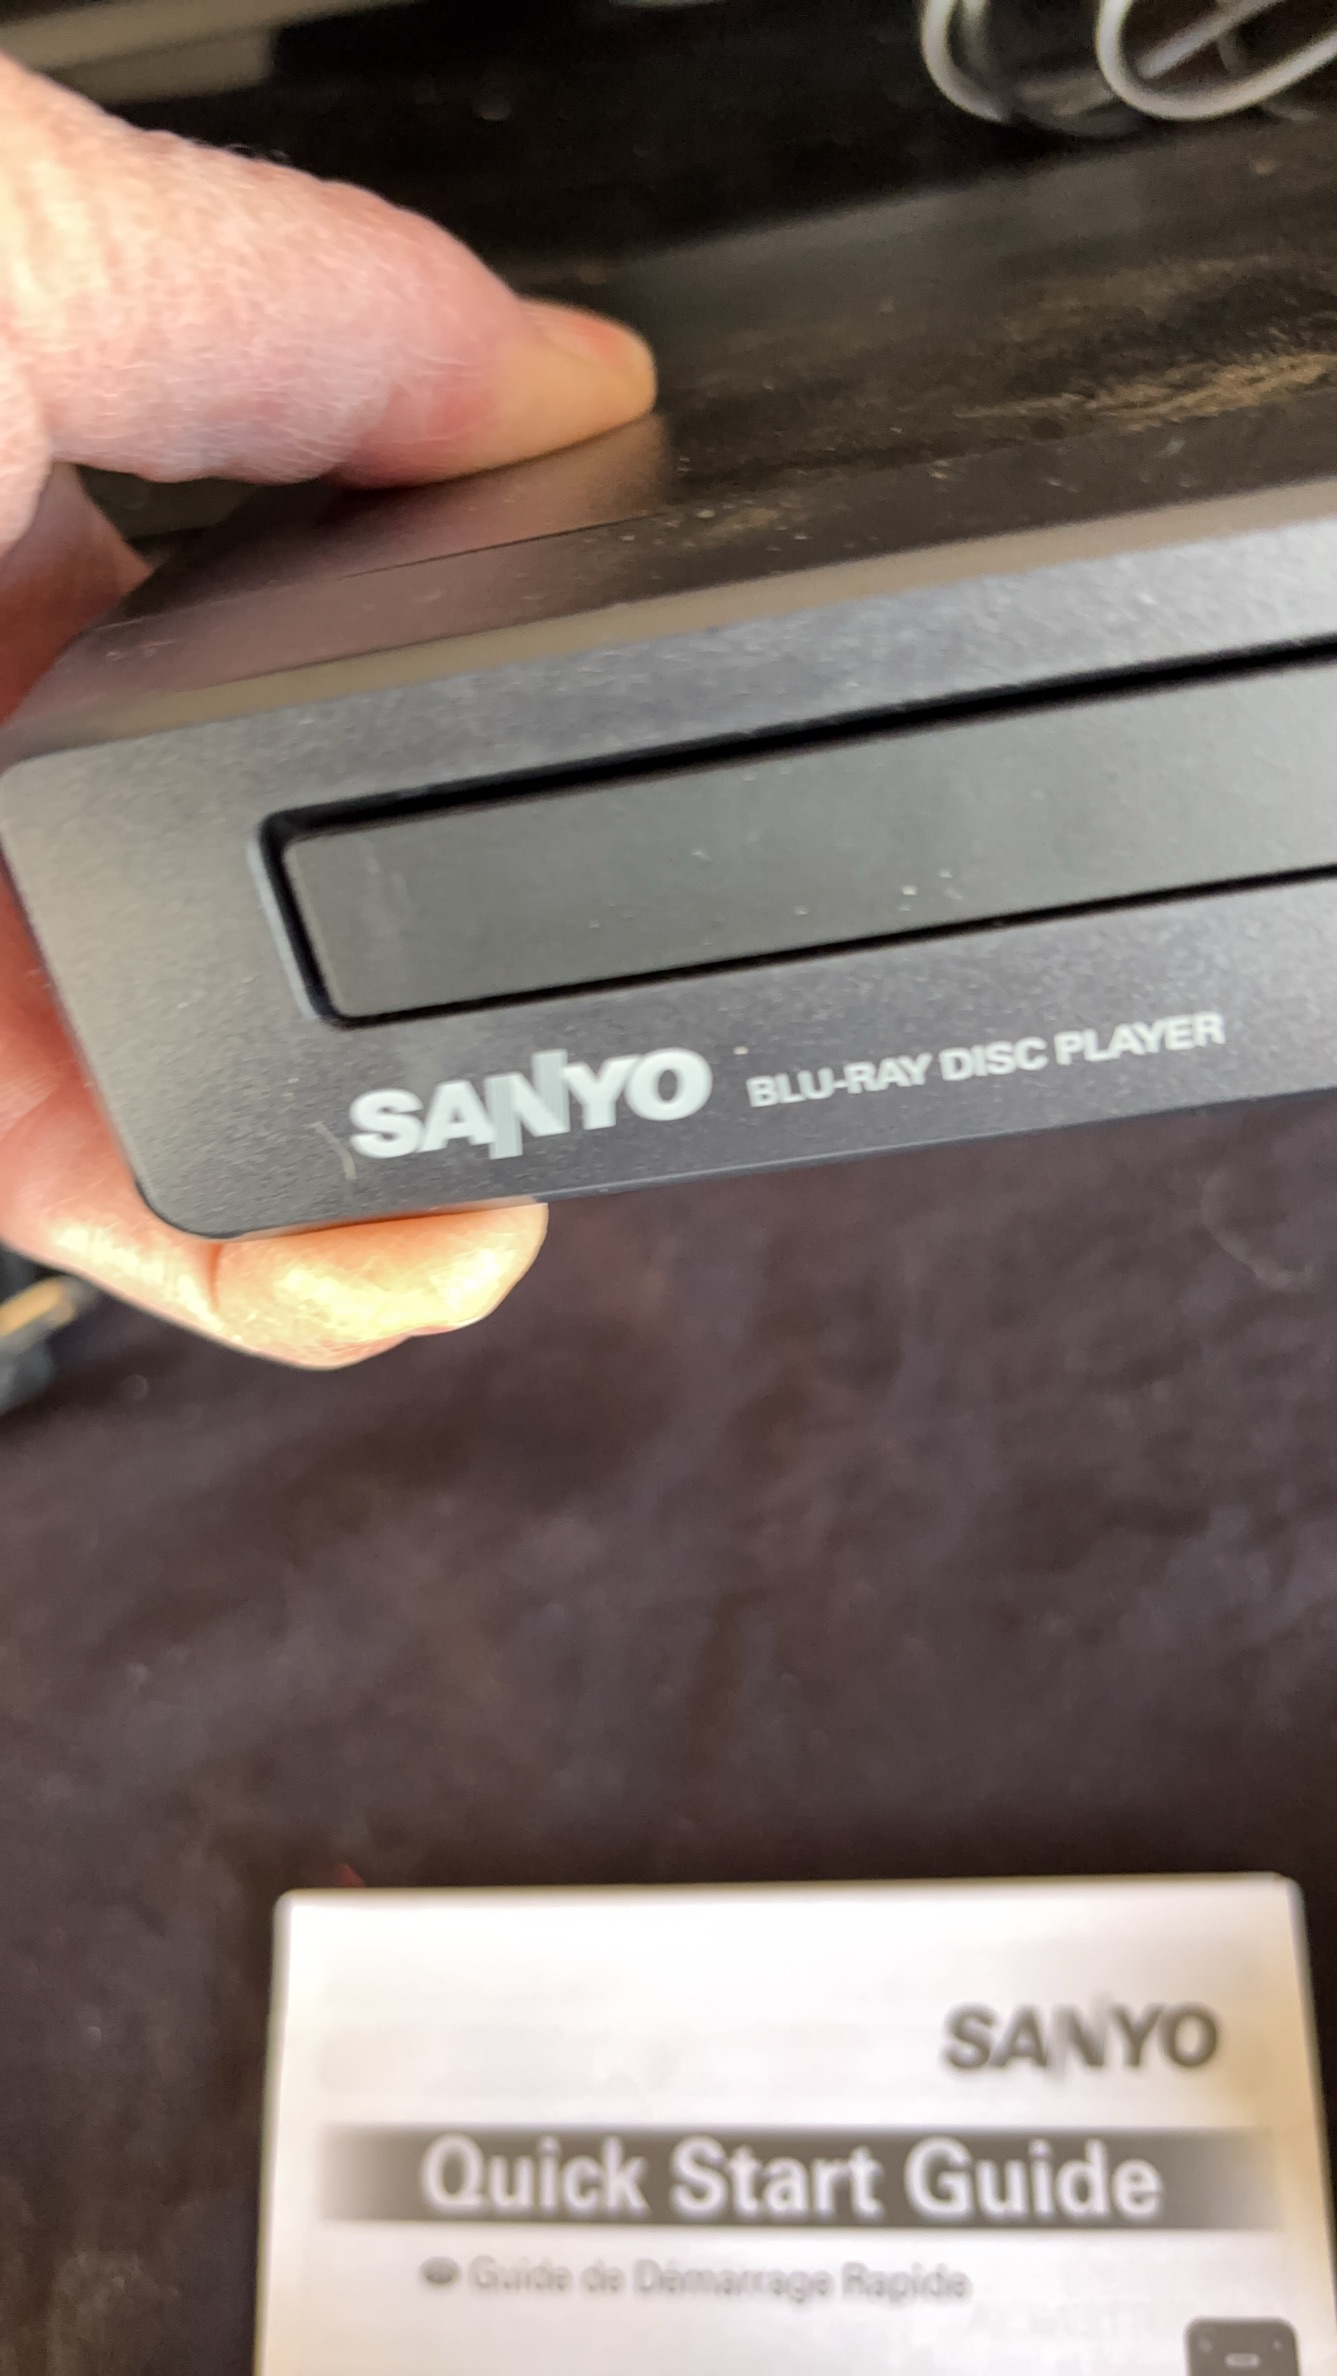 SANYO BLU-RAY DISC PLAYER
SANYO
Quick Start Guide
Guide de Démarrage Rapide